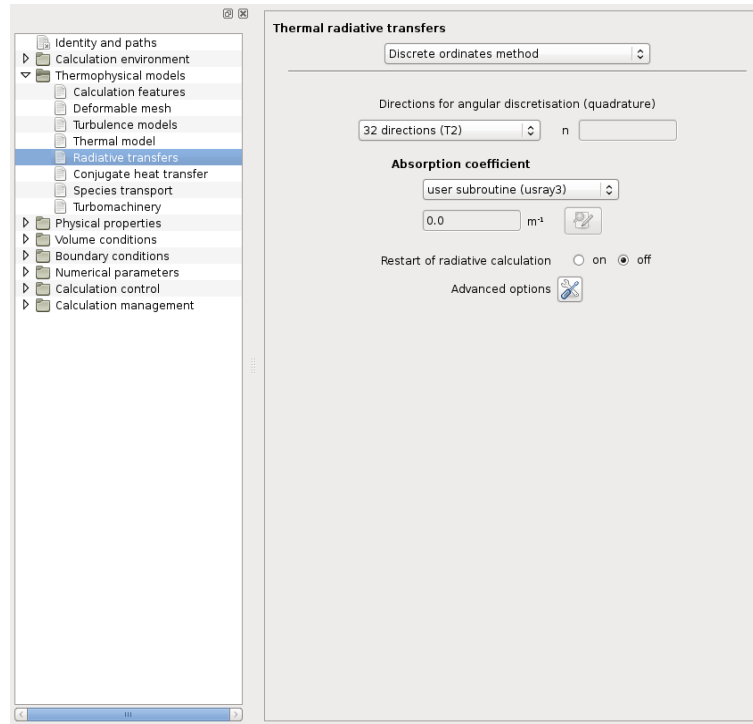 Identity and paths
Calculation environment
Thermophysical models
Calculation features
Deformable mesh
Turbulence models
Thermal model
Radiative transfers
Conjugate heat transfer
Species transport
Turbomachinery
Physical properties
Volume conditions
Boundary conditions
Numerical parameters
Calculation control
Calculation management
Thermal radiative transfers
Discrete ordinates method
Directions for angular discretisation (quadrature)
32 directions (T2) n
Absorption coefficient
user subroutine (usray3)
0.0 m⁻¹
Restart of radiative calculation on off
Advanced options